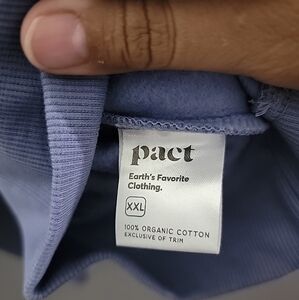 pact
Earth's Favorite
Clothing.
XXL
100% ORGANIC COTTON
EXCLUSIVE OF TRIM